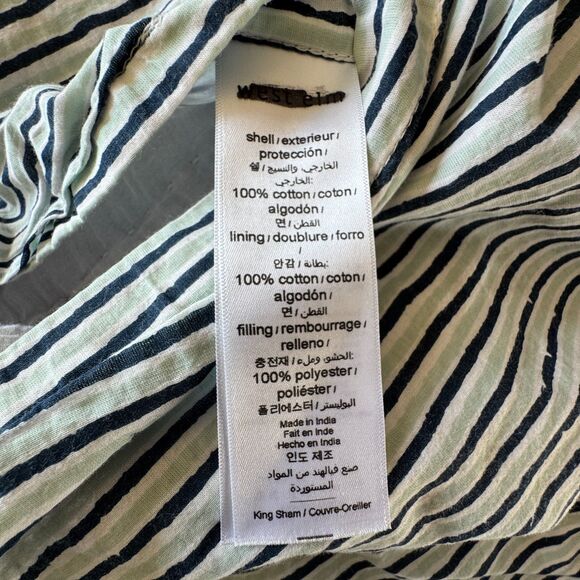 west elm
shell / exterieur /
protección /
쉘 / الخارجي، والنسيج
الخارجي:
100% cotton / coton /
algodón /
면 / القطن:
lining / doublure / forro
/
안감 / بطانة:
100% cotton / coton /
algodón /
면 / القطن:
filling / rembourrage /
relleno /
충전재 / الحشو، وملء:
100% polyester /
poliéster /
폴리에스터 / البوليستر
Made in India
Fait en Inde
Hecho en India
인도 제조
صنع فيالهند من المواد
المستوردة
King Sham / Couvre-Oreiller